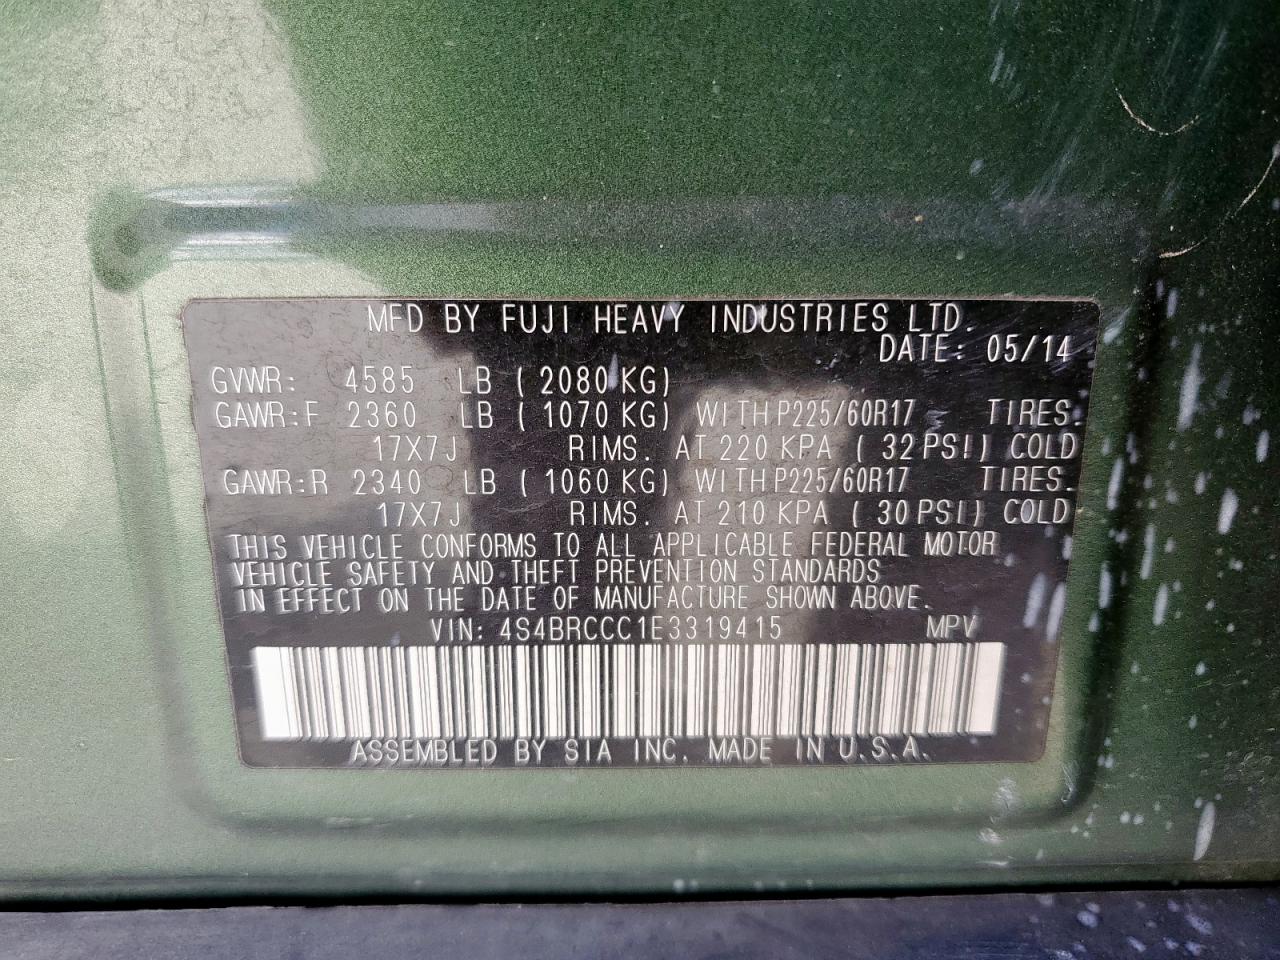 MFD BY FUJI HEAVY INDUSTRIES LTD.
DATE: 05/14
GVWR: 4585 LB ( 2080 KG)
GAWR:F 2360 LB ( 1070 KG) WITH P225/60R17 TIRES.
17X7J RIMS. AT 220 KPA ( 32 PSI) COLD
GAWR:R 2340 LB ( 1060 KG) WITH P225/60R17 TIRES.
17X7J RIMS. AT 210 KPA ( 30 PSI) COLD
THIS VEHICLE CONFORMS TO ALL APPLICABLE FEDERAL MOTOR
VEHICLE SAFETY AND THEFT PREVENTION STANDARDS
IN EFFECT ON THE DATE OF MANUFACTURE SHOWN ABOVE.
VIN: 4S4BRCCC1E3319415 MPV
ASSEMBLED BY SIA INC. MADE IN U.S.A.